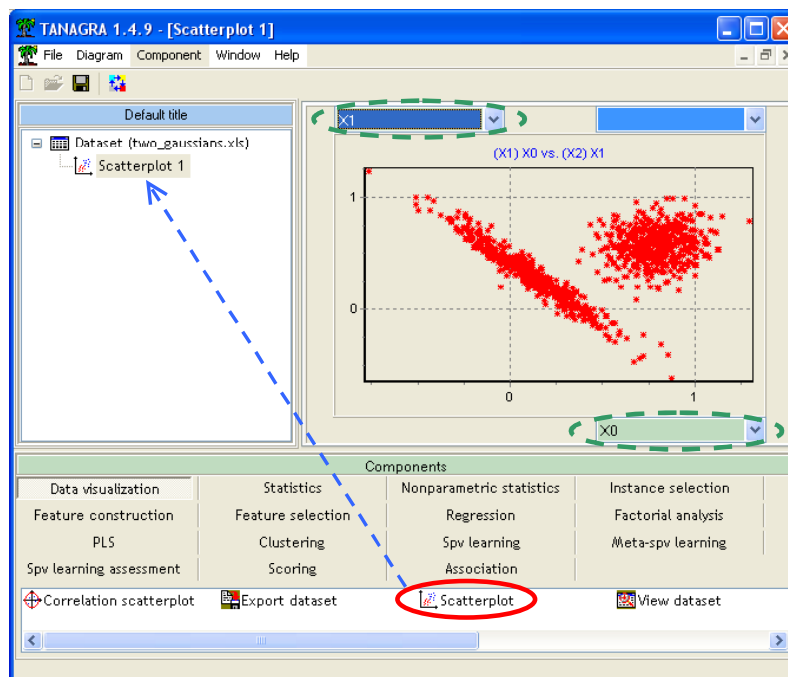 TANAGRA 1.4.9 - [Scatterplot 1]
File Diagram Component Window Help
Default title
Dataset (two_gaussians.xls)
Scatterplot 1
X1
(X1) X0 vs. (X2) X1
1
0
0 1
X0
Components
Data visualization Statistics Nonparametric statistics Instance selection
Feature construction Feature selection Regression Factorial analysis
PLS Clustering Spv learning Meta-spv learning
Spv learning assessment Scoring Association
Correlation scatterplot Export dataset Scatterplot View dataset